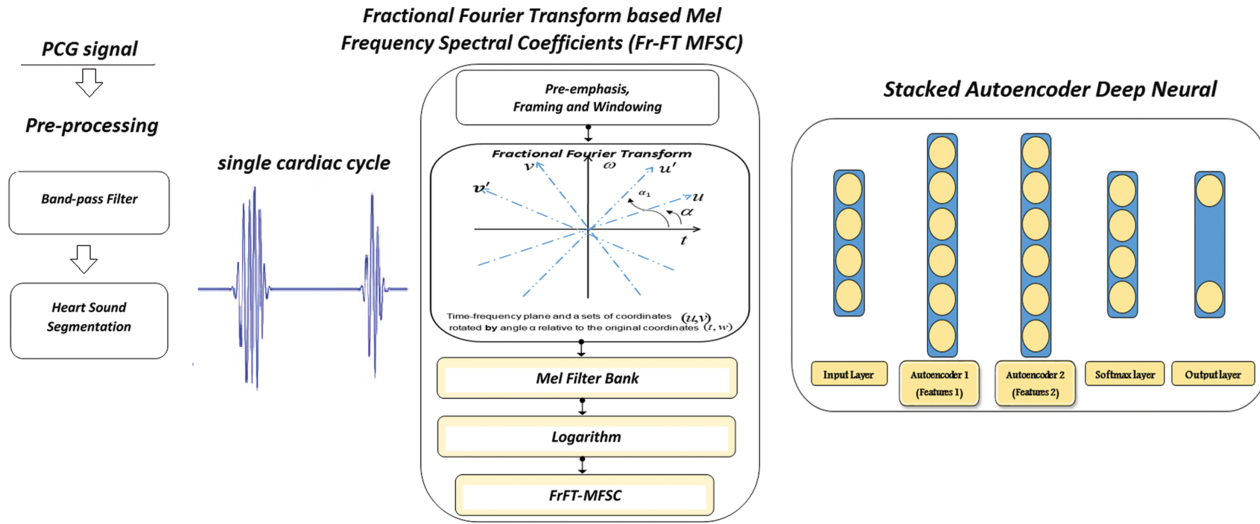 PCG signal
Pre-processing
Band-pass Filter
Heart Sound
Segmentation
single cardiac cycle
Fractional Fourier Transform based Mel
Frequency Spectral Coefficients (Fr-FT MFSC)
Pre-emphasis,
Framing and Windowing
Fractional Fourier Transform
v
ω
u'
v'
α₁
u
α
t
Time-frequency plane and a sets of coordinates (u,v)
rotated by angle α relative to the original coordinates (t, w)
Mel Filter Bank
Logarithm
FrFT-MFSC
Stacked Autoencoder Deep Neural
Input Layer
Autoencoder 1
(Features 1)
Autoencoder 2
(Features 2)
Softmax layer
Output layer